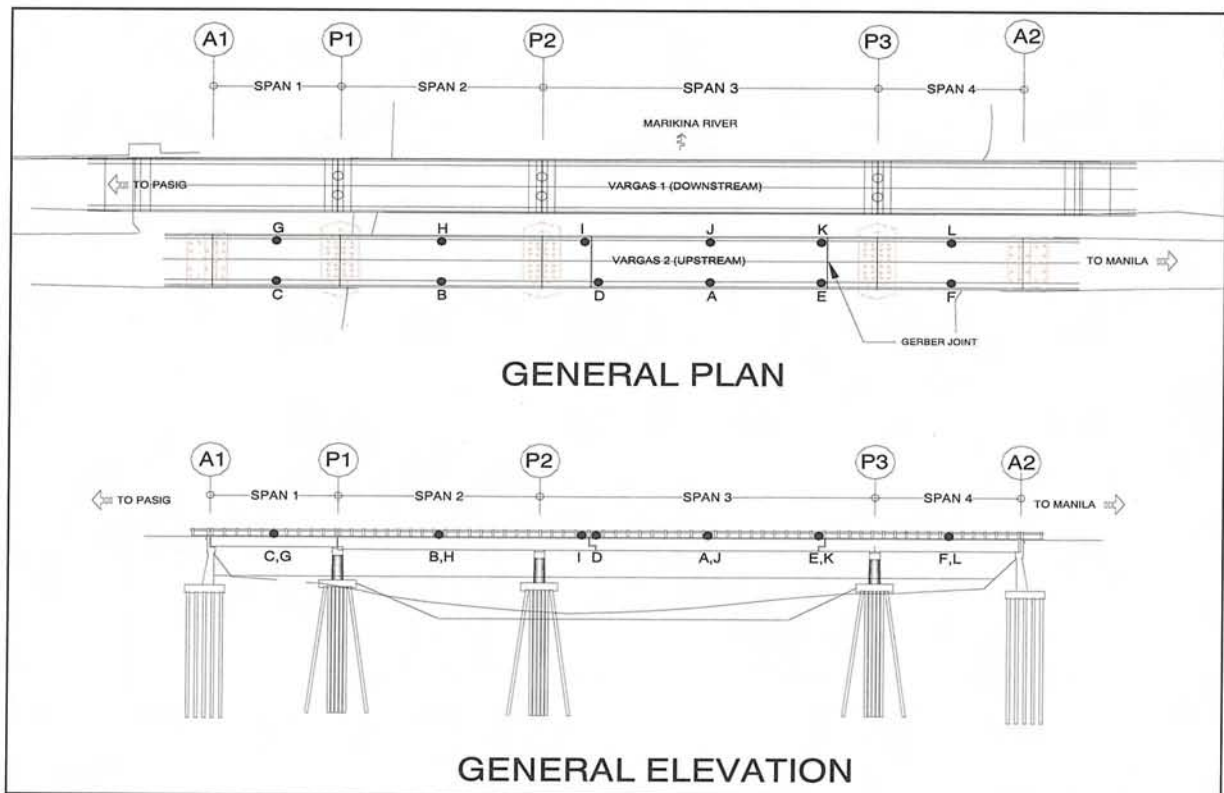 A1 P1 P2 P3 A2
SPAN 1 SPAN 2 SPAN 3 SPAN 4
MARIKINA RIVER
TO PASIG VARGAS 1 (DOWNSTREAM)
G H I J K L
VARGAS 2 (UPSTREAM) TO MANILA
C B D A E F
GERBER JOINT
GENERAL PLAN
A1 P1 P2 P3 A2
TO PASIG SPAN 1 SPAN 2 SPAN 3 SPAN 4 TO MANILA
C,G B,H I D A,J E,K F,L
GENERAL ELEVATION